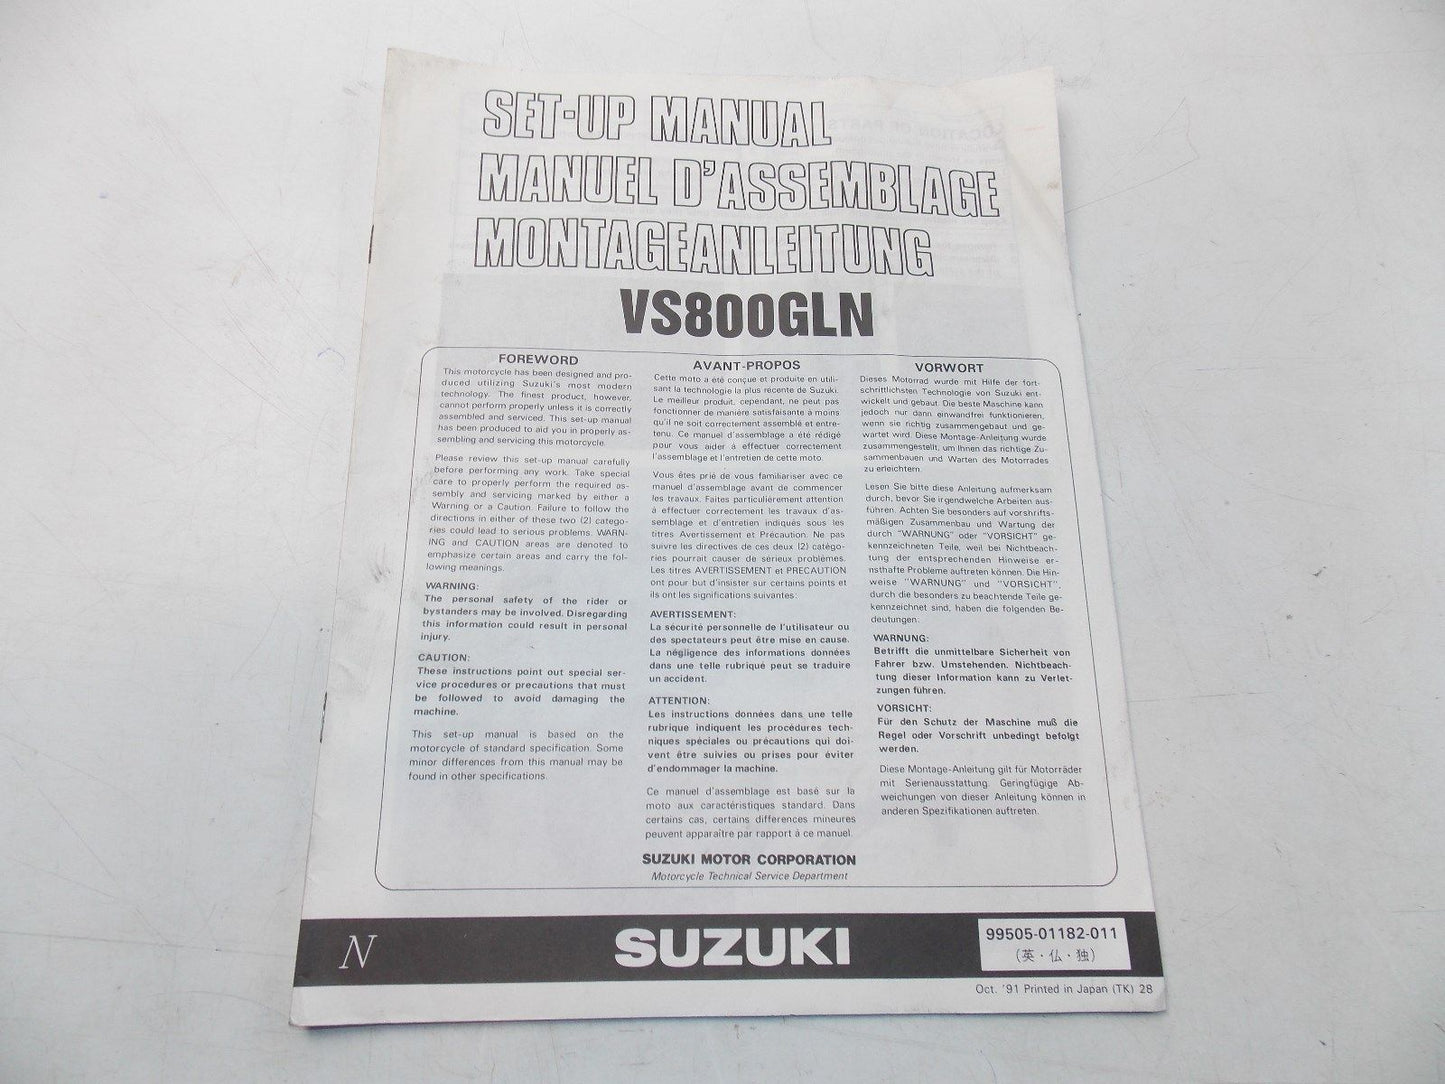 SET-UP MANUAL
MANUEL D'ASSEMBLAGE
MONTAGEANLEITUNG
VS800GLN
FOREWORD
This motorcycle has been designed and pro-
duced utilizing Suzuki's most modern
technology. The finest product, however,
cannot perform properly unless it is correctly
assembled and serviced. This set-up manual
has been produced to aid you in properly as-
sembling and servicing this motorcycle.
Please review this set-up manual carefully
before performing any work. Take special
care to properly perform the required as-
sembly and servicing marked by either a
Warning or a Caution. Failure to follow the
directions in either of these two (2) catego-
ries could lead to serious problems. WARN-
ING and CAUTION areas are denoted to
emphasize certain areas and carry the fol-
lowing meanings.
WARNING:
The personal safety of the rider or
bystanders may be involved. Disregarding
this information could result in personal
injury.
CAUTION:
These instructions point out special ser-
vice procedures or precautions that must
be followed to avoid damaging the
machine.
This set-up manual is based on the
motorcycle of standard specification. Some
minor differences from this manual may be
found in other specifications.
AVANT-PROPOS
Cette moto a été conçue et produite en utili-
sant la technologie la plus récente de Suzuki.
Le meilleur produit, cependant, ne peut pas
fonctionner de manière satisfaisante à moins
qu'il ne soit correctement assemblé et entre-
tenu. Ce manuel d'assemblage a été rédigé
pour vous aider à effectuer correctement
l'assemblage et l'entretien de cette moto.
Vous êtes prié de vous familiariser avec ce
manuel d'assemblage avant de commencer
les travaux. Faites particulièrement attention
à effectuer correctement les travaux d'as-
semblage et d'entretien indiqués sous les
titres Avertissement et Precaution. Ne pas
suivre les directives de ces deux (2) catégo-
ries pourrait causer de sérieux problèmes.
Les titres AVERTISSEMENT et PRECAUTION
ont pour but d'insister sur certains points et
ils ont les significations suivantes:
AVERTISSEMENT:
La sécurité personnelle de l'utilisateur ou
des spectateurs peut être mise en cause.
La négligence des informations données
dans une telle rubrique peut se traduire
un accident.
ATTENTION:
Les instructions données dans une telle
rubrique indiquent les procédures tech-
niques spéciales ou précautions qui doi-
vent être suivies ou prises pour éviter
d'endommager la machine.
Ce manuel d'assemblage est basé sur la
moto aux caractéristiques standard. Dans
certains cas, certains différences mineures
peuvent apparaître par rapport à ce manuel.
VORWORT
Dieses Motorrad wurde mit Hilfe der fort-
schrittlichsten Technologie von Suzuki ent-
wickelt und gebaut. Die beste Maschine kann
jedoch nur dann einwandfrei funktionieren,
wenn sie richtig zusammengebaut und ge-
wartet wird. Diese Montage-Anleitung wurde
zusammengestellt, um Ihnen das richtige Zu-
sammenbauen und Warten des Motorrades
zu erleichtern.
Lesen Sie bitte diese Anleitung aufmerksam
durch, bevor Sie irgendwelche Arbeiten aus-
führen. Achten Sie besonders auf vorshrifts-
mäßigen Zusammenbau und Wartung der
durch "WARNUNG" oder "VORSICHT" ge-
kennzeichneten Teile, weil bei Nichtbeach-
tung der entsprechenden Hinweise er-
nsthafte Probleme auftreten können. Die Hin-
weise "WARNUNG" und "VORSICHT",
durch die besonders zu beachtende Teile ge-
kennzeichnet sind, haben die folgenden Be-
deutungen.
WARNUNG:
Betrifft die unmittelbare Sicherheit von
Fahrer bzw. Umstehenden. Nichtbeach-
tung dieser Information kann zu Verlet-
zungen führen.
VORSICHT:
Für den Schutz der Maschine muß die
Regel oder Vorschrift unbedingt befolgt
werden.
Diese Montage-Anleitung gilt für Motorräder
mit Serienausstattung. Geringfügige Ab-
weichungen von dieser Anleitung können in
anderen Spezifikationen auftreten.
SUZUKI MOTOR CORPORATION
Motorcycle Technical Service Department
N
SUZUKI
99505-01182-011
(英・仏・独)
Oct. '91 Printed in Japan (TK) 28